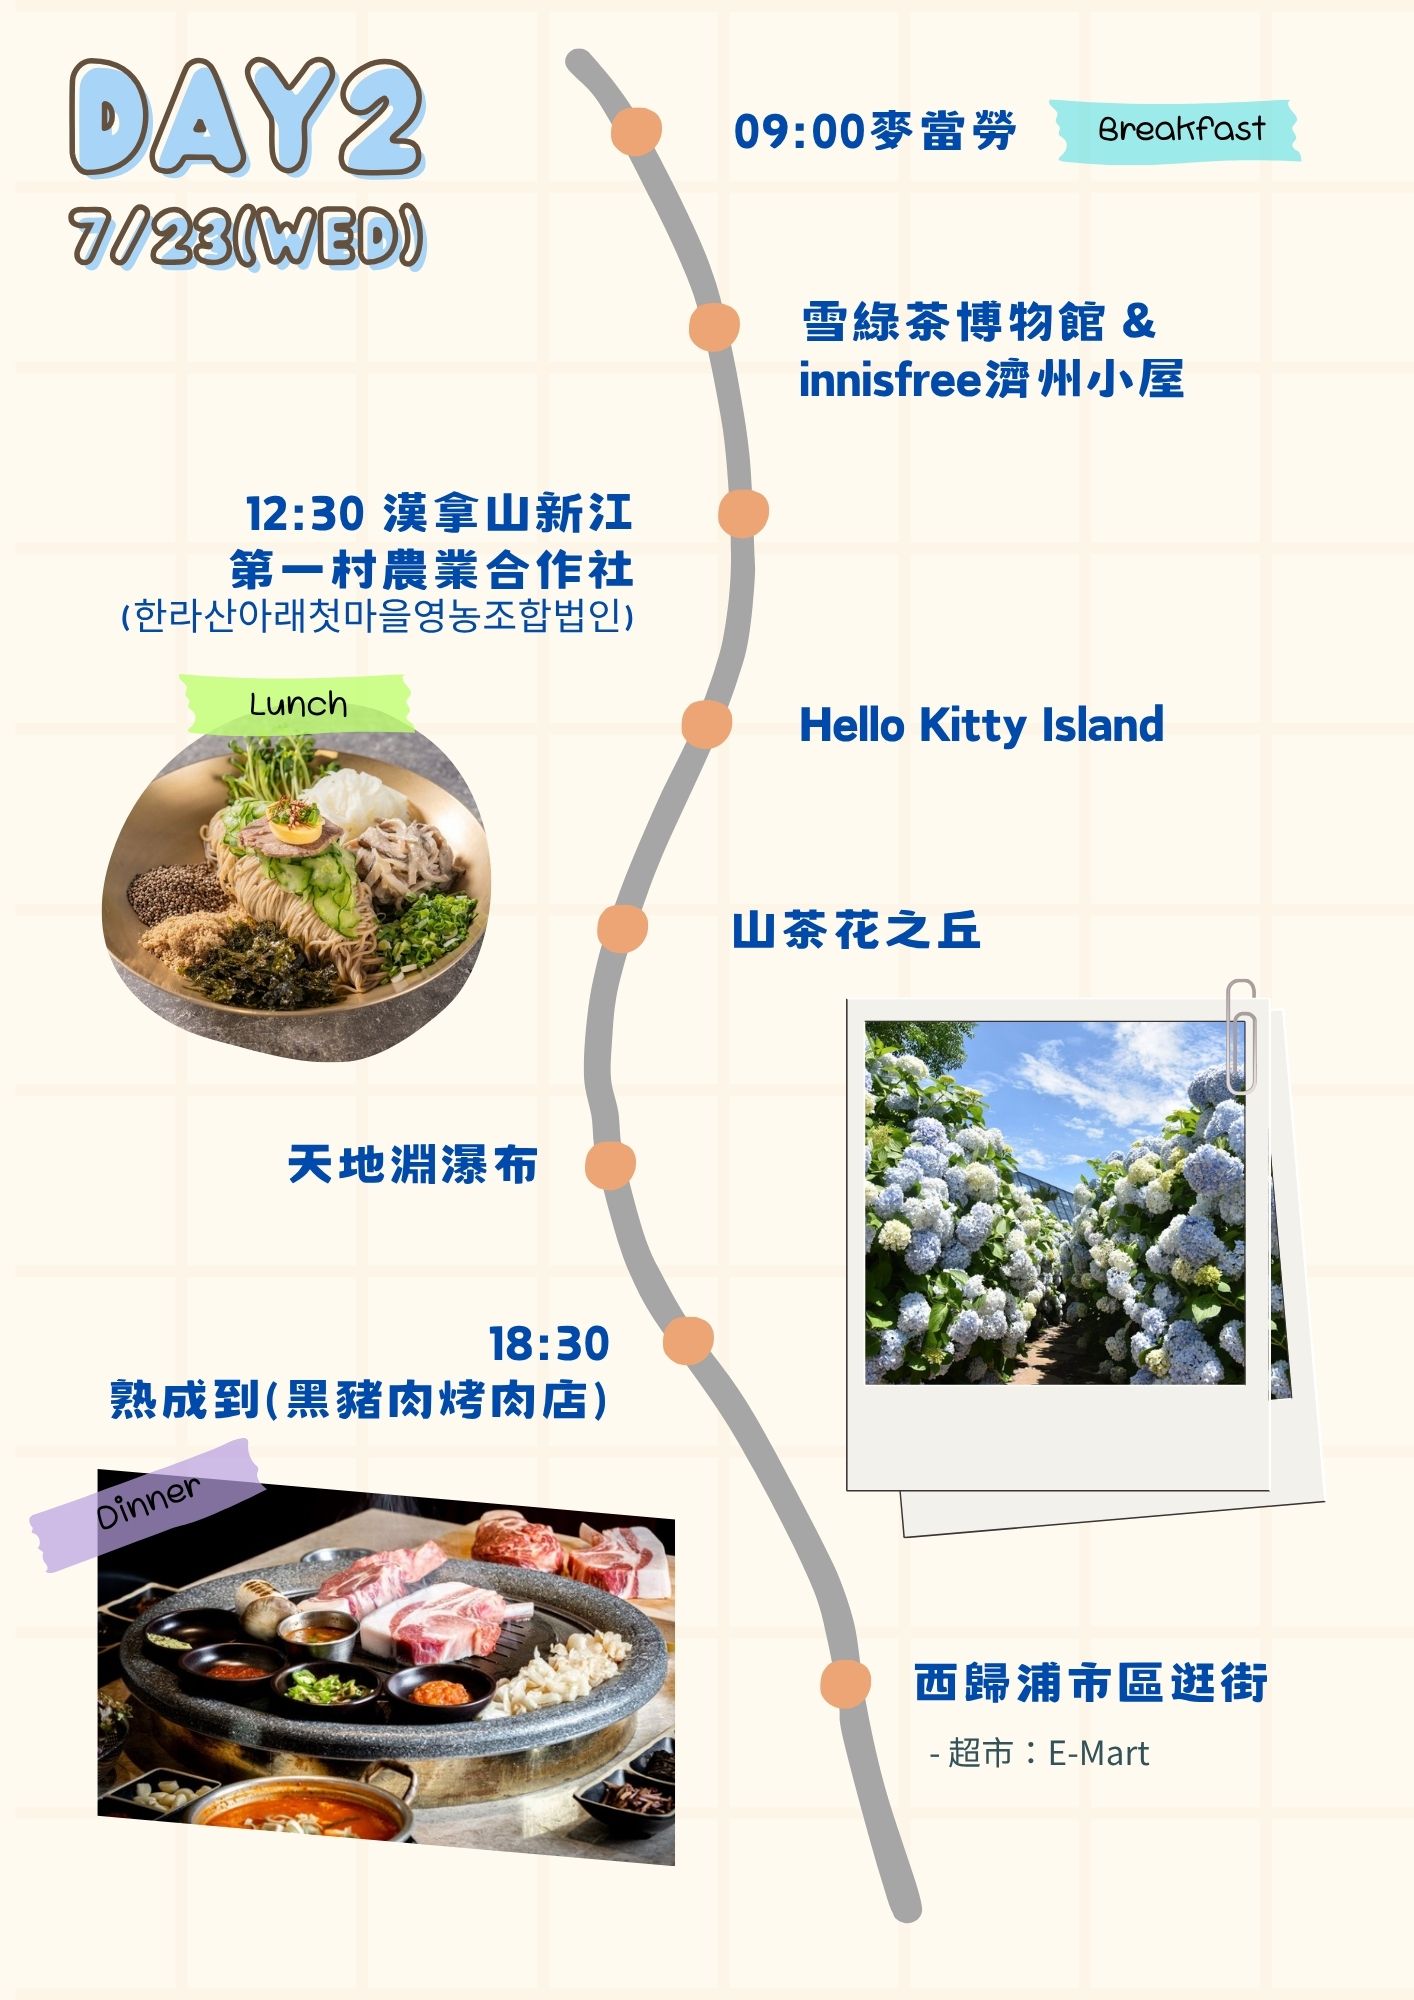 DAY2
7/23(WED)
09:00麥當勞
Breakfast
雪綠茶博物館 &
innisfree濟州小屋
12:30 漢拿山新江
第一村農業合作社
(한라산아래첫마을영농조합법인)
Lunch
Hello Kitty Island
山茶花之丘
天地淵瀑布
18:30
熟成到(黑豬肉烤肉店)
Dinner
西歸浦市區逛街
- 超市：E-Mart